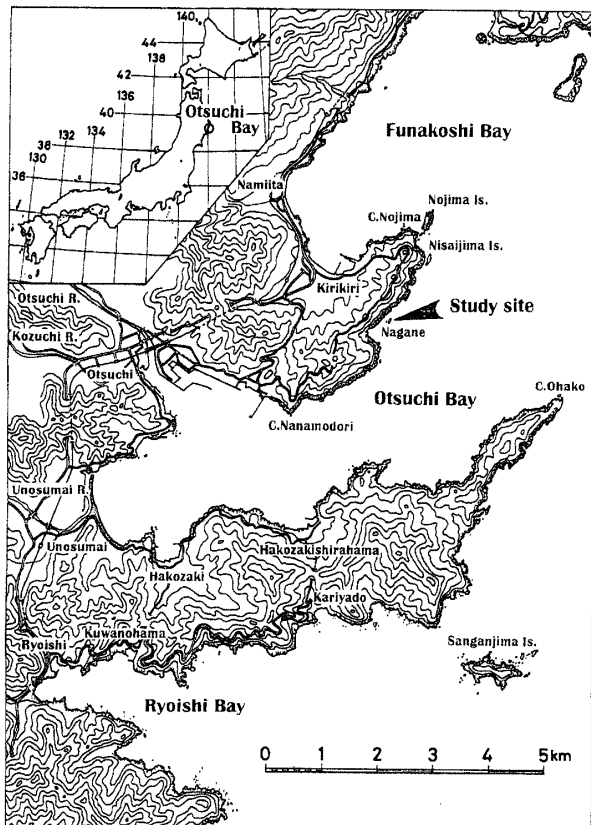 140
44
138
42
136
40
Otsuchi
Bay
134
132
130
38
36
Funakoshi Bay
Namiita
Nojima Is.
C.Nojima
Nisaijima Is.
Kirikiri
Otsuchi R.
Study site
Kozuchi R.
Nagane
Otsuchi
C.Ohako
Otsuchi Bay
C.Nanamodori
Unosumai R.
Unosumai
Hakozakishirahama
Hakozaki
Kariyado
Kuwanohama
Ryoishi
Sanganjima Is.
Ryoishi Bay
0 1 2 3 4 5km